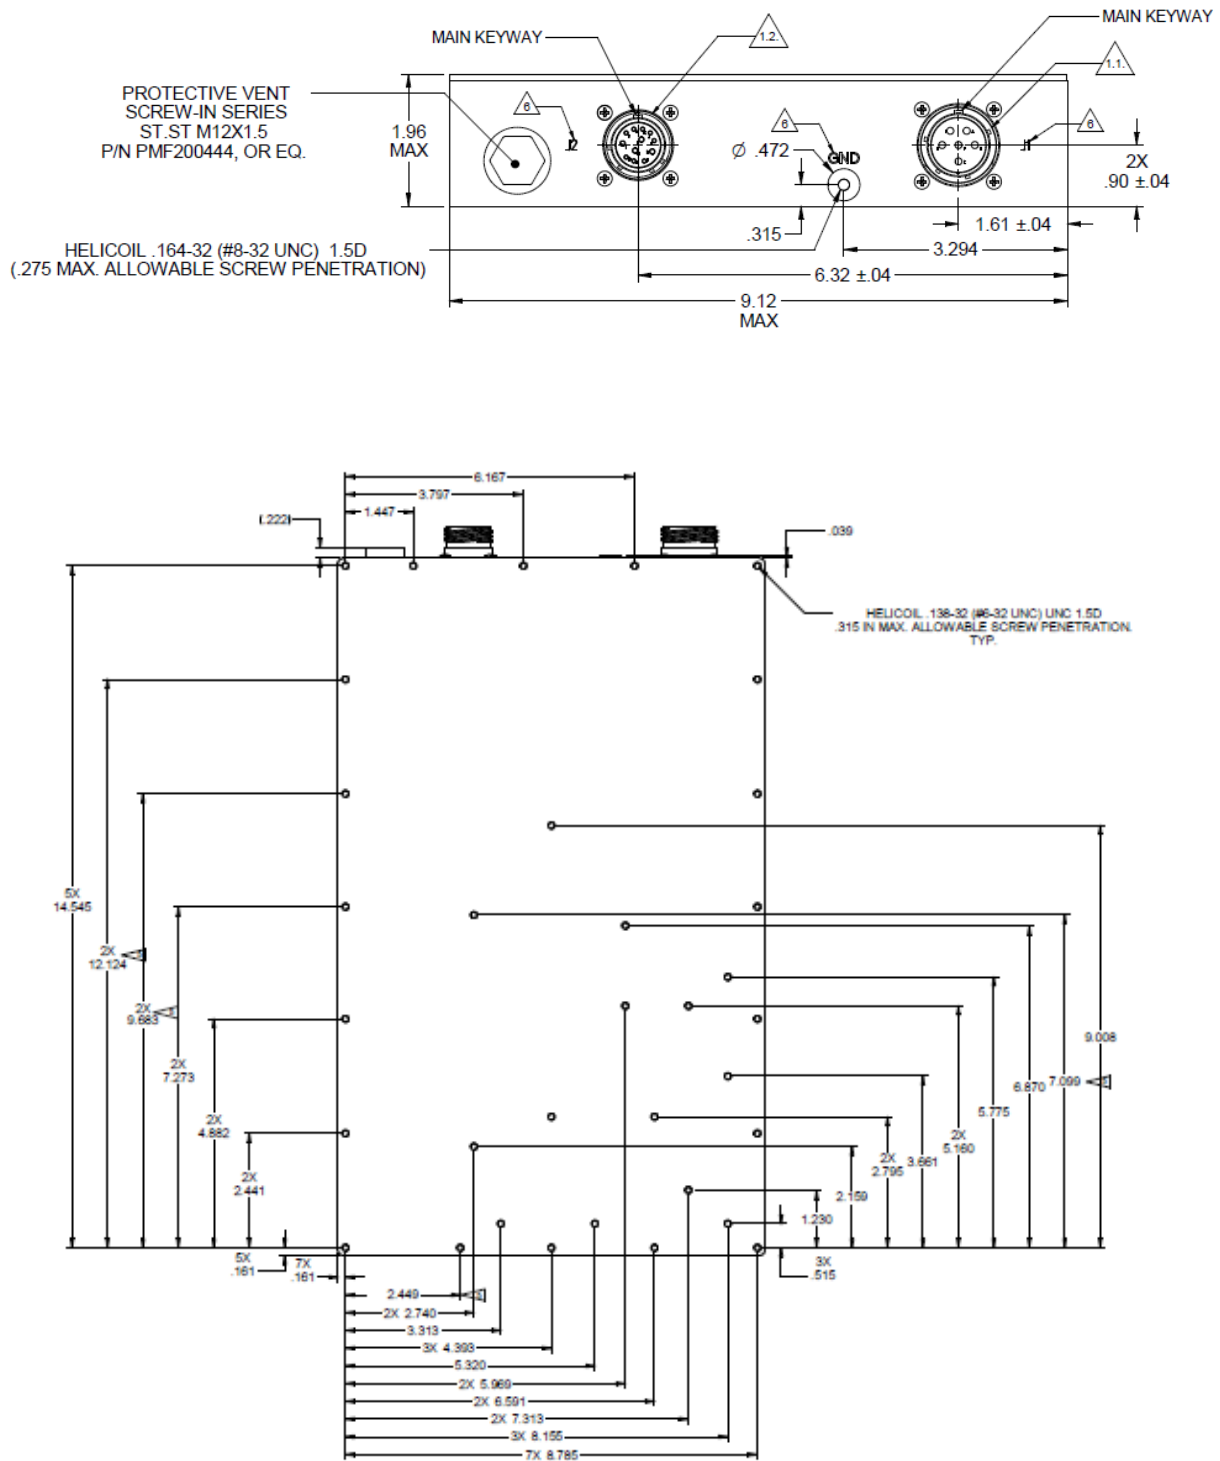 MAIN KEYWAY
1.2.
MAIN KEYWAY
1.1.
PROTECTIVE VENT
SCREW-IN SERIES
ST.ST M12X1.5
P/N PMF200444, OR EQ.
6
J2
1.96
MAX
6
GND
Ø .472
J1
6
2X
.90 ±.04
.315
1.61 ±.04
HELICOIL .164-32 (#8-32 UNC) 1.5D
(.275 MAX. ALLOWABLE SCREW PENETRATION)
3.294
6.32 ±.04
9.12
MAX
6.167
3.797
1.447
(.222)
.039
HELICOIL .138-32 (#6-32 UNC) UNC 1.5D
.315 IN MAX. ALLOWABLE SCREW PENETRATION.
TYP.
5X
14.545
2X
12.124
2X
9.683
2X
7.273
2X
4.882
2X
2.441
5X
.161
7X
.161
9.008
7.099
6.870
5.775
2X
5.160
3.661
2X
2.795
2.159
1.230
3X
.515
2.449
2X 2.740
3.313
3X 4.393
5.320
2X 5.969
2X 6.591
2X 7.313
3X 8.155
7X 8.785